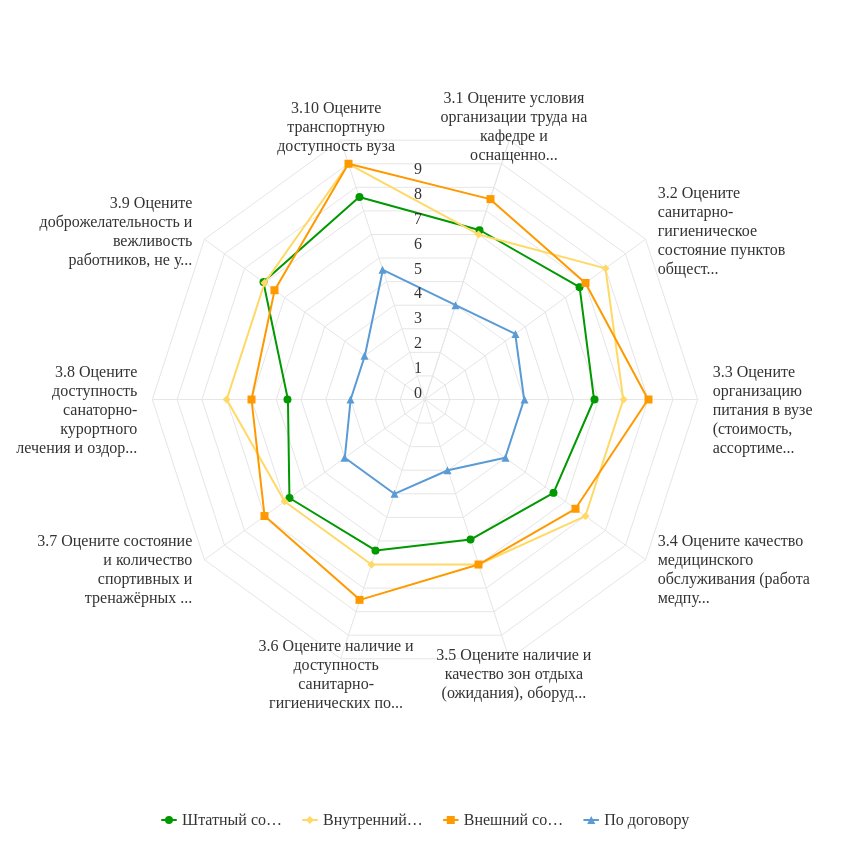 3.10 Оцените
транспортную
доступность вуза
3.1 Оцените условия
организации труда на
кафедре и
оснащенно...
3.2 Оцените
санитарно-
гигиеническое
состояние пунктов
общест...
3.3 Оцените
организацию
питания в вузе
(стоимость,
ассортиме...
3.4 Оцените качество
медицинского
обслуживания (работа
медпу...
3.5 Оцените наличие и
качество зон отдыха
(ожидания), оборуд...
3.6 Оцените наличие и
доступность
санитарно-
гигиенических по...
3.7 Оцените состояние
и количество
спортивных и
тренажёрных ...
3.8 Оцените
доступность
санаторно-
курортного
лечения и оздор...
3.9 Оцените
доброжелательность и
вежливость
работников, не у...
9
8
7
6
5
4
3
2
1
0
Штатный со…
Внутренний…
Внешний со…
По договору